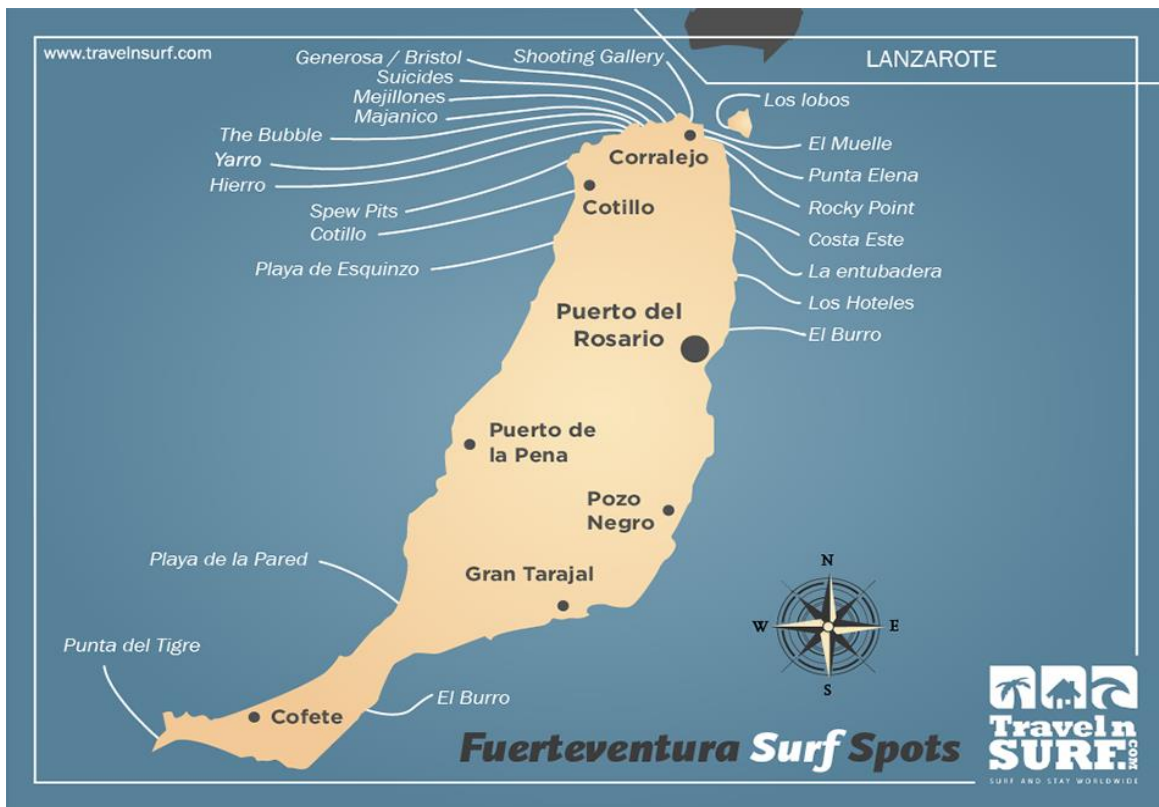 www.travelnsurf.com
LANZAROTE
Generosa / Bristol
Shooting Gallery
Suicides
Mejillones
Majanico
The Bubble
Yarro
Hierro
Spew Pits
Cotillo
Playa de Esquinzo
Los lobos
El Muelle
Punta Elena
Rocky Point
Costa Este
La entubadera
Los Hoteles
El Burro
Corralejo
Cotillo
Puerto del
Rosario
Puerto de
la Pena
Pozo
Negro
Gran Tarajal
Playa de la Pared
Punta del Tigre
Cofete
El Burro
N
W
E
S
Fuerteventura Surf Spots
Traveln
SURF.COM
SURF AND STAY WORLDWIDE